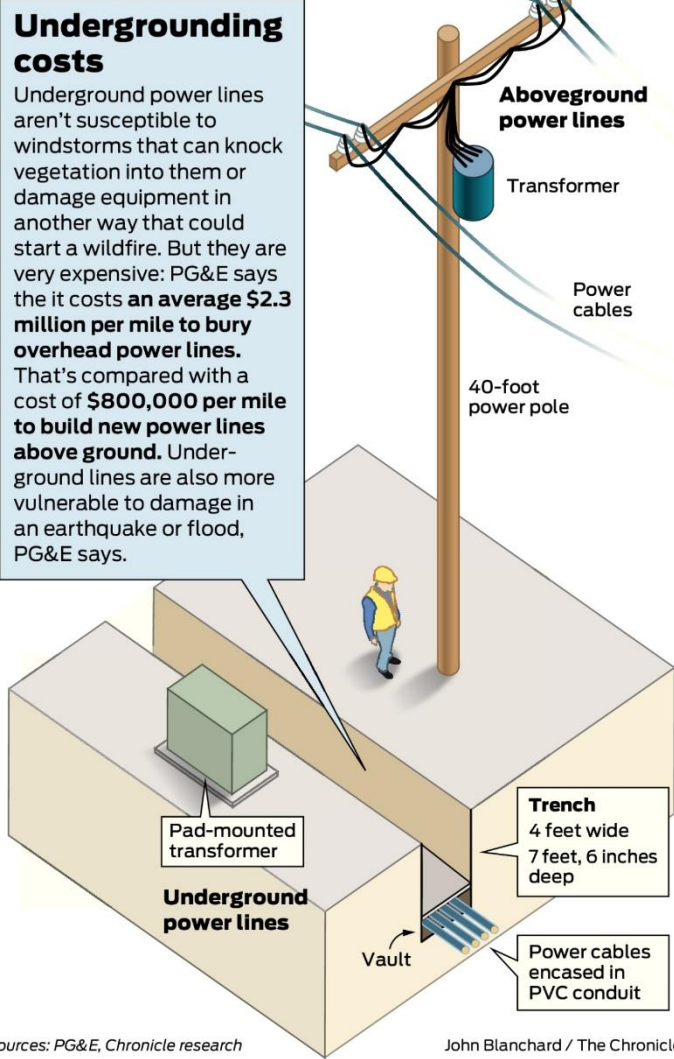 Undergrounding
costs
Underground power lines
aren't susceptible to
windstorms that can knock
vegetation into them or
damage equipment in
another way that could
start a wildfire. But they are
very expensive: PG&E says
the it costs an average $2.3
million per mile to bury
overhead power lines.
That's compared with a
cost of $800,000 per mile
to build new power lines
above ground. Under-
ground lines are also more
vulnerable to damage in
an earthquake or flood,
PG&E says.
Aboveground
power lines
Transformer
Power
cables
40-foot
power pole
Pad-mounted
transformer
Underground
power lines
Trench
4 feet wide
7 feet, 6 inches
deep
Vault
Power cables
encased in
PVC conduit
ources: PG&E, Chronicle research
John Blanchard / The Chronicle